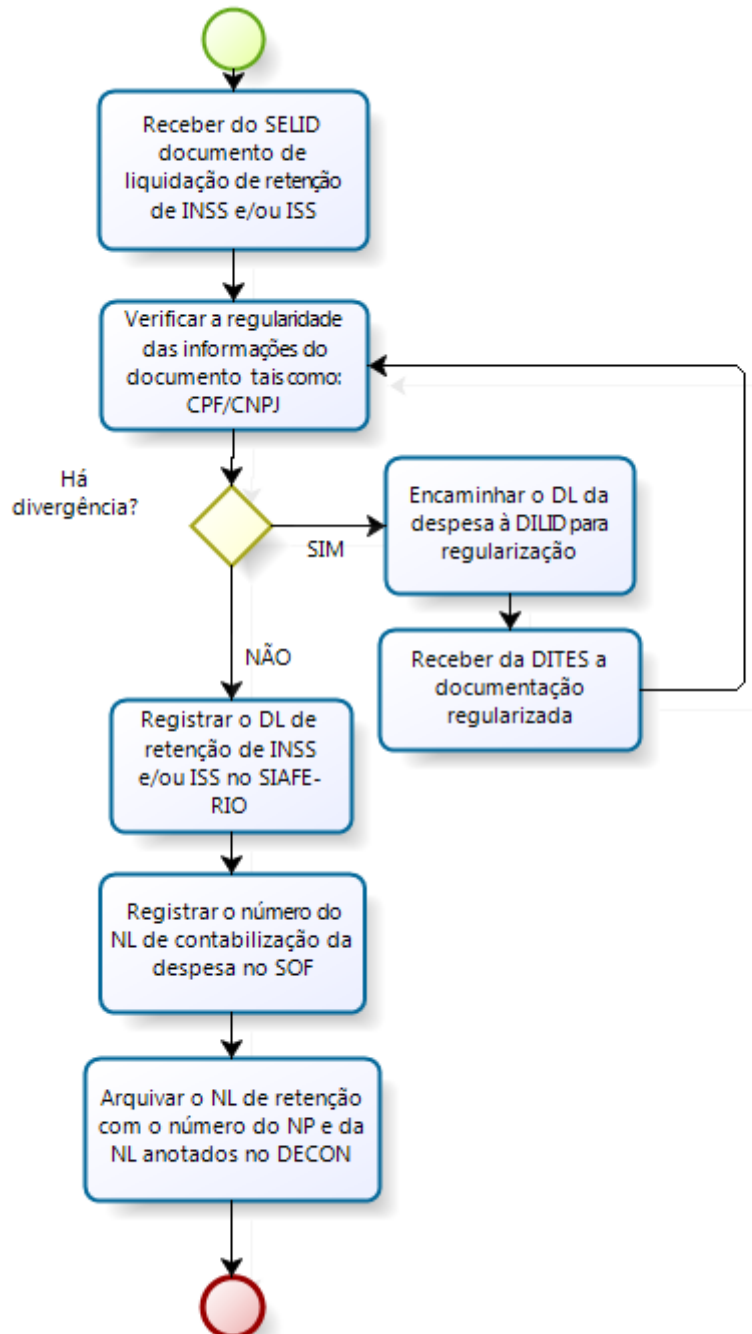 Receber do SELID
documento de
liquidação de retenção
de INSS e/ou ISS
Verificar a regularidade
das informações do
documento tais como:
CPF/CNPJ
Há
divergência?
SIM
Encaminhar o DL da
despesa à DILID para
regularização
Receber da DITES a
documentação
regularizada
NÃO
Registrar o DL de
retenção de INSS
e/ou ISS no SIAFE-
RIO
Registrar o número do
NL de contabilização da
despesa no SOF
Arquivar o NL de retenção
com o número do NP e da
NL anotados no DECON